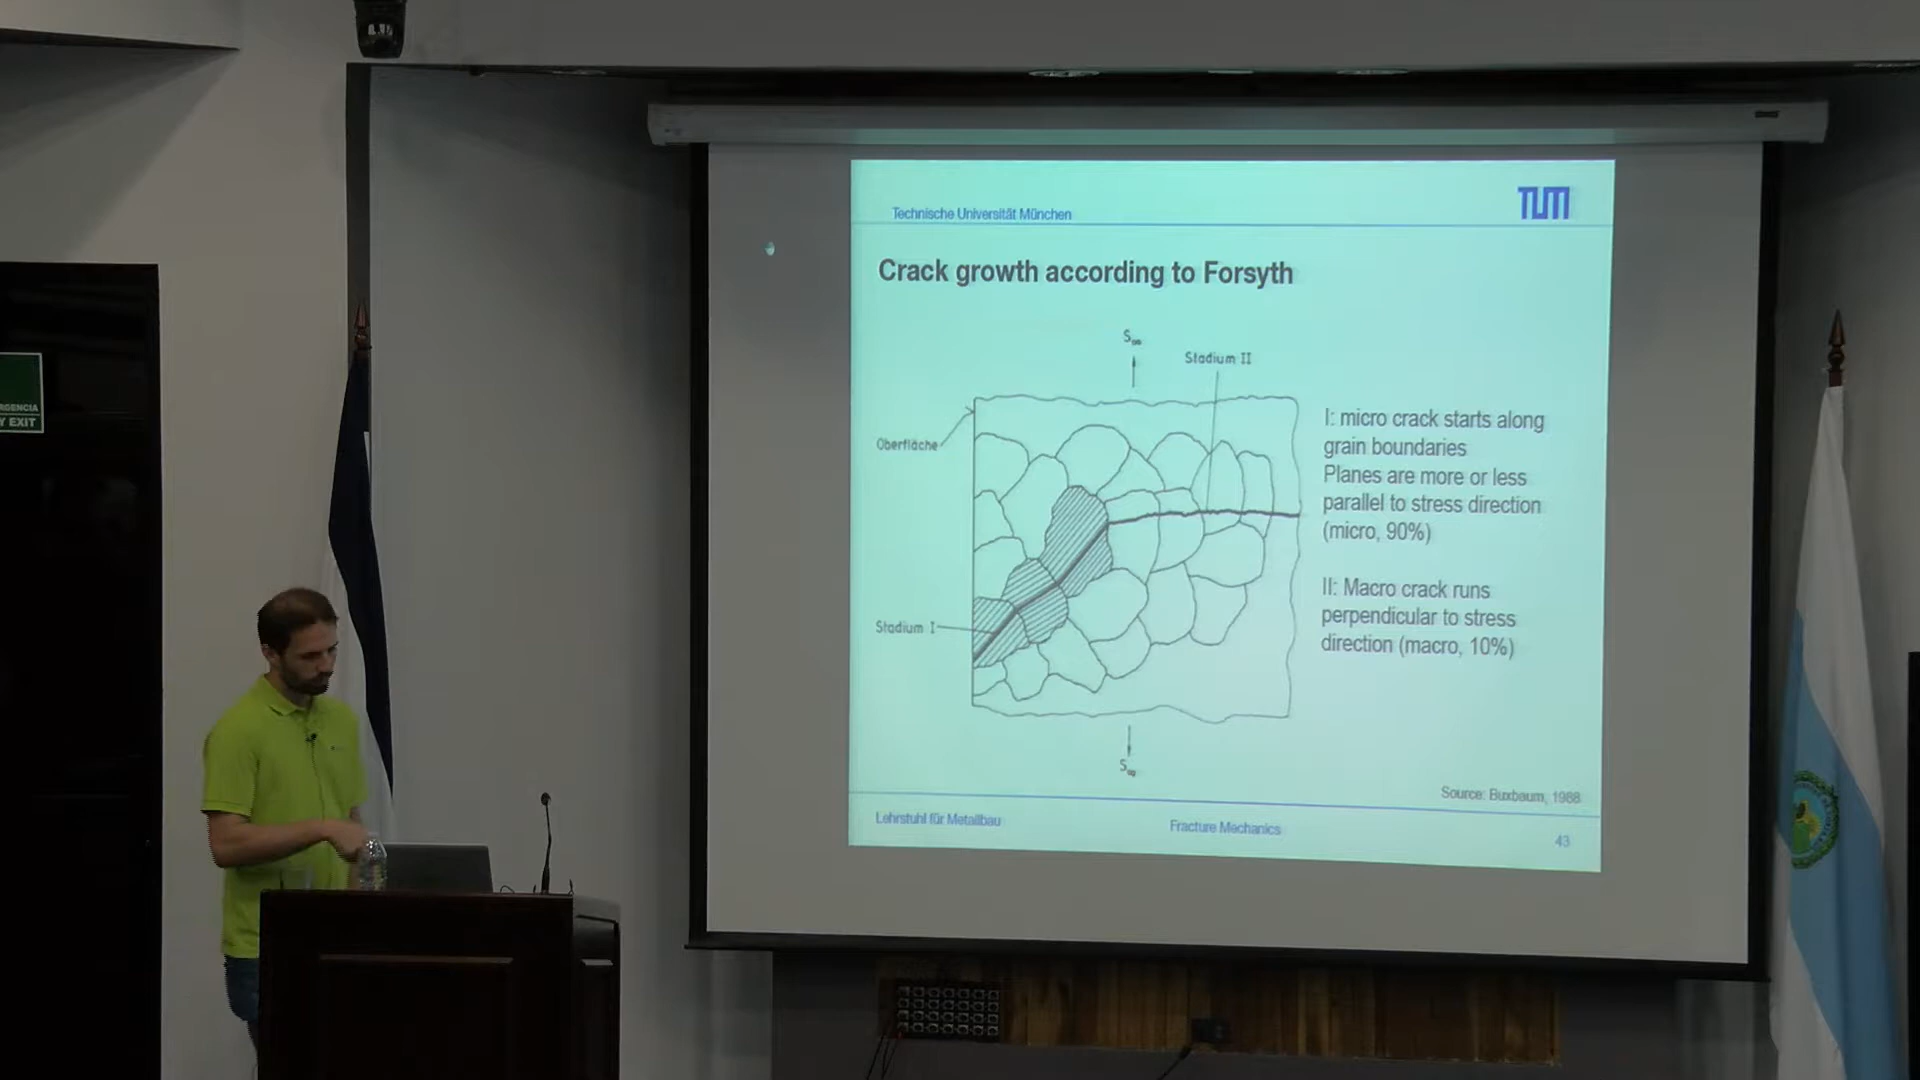 RGENCIA
Y EXIT
Technische Universität München
TUM
Crack growth according to Forsyth
S∞
Stadium II
Oberfläche
Stadium I
S∞
I: micro crack starts along
grain boundaries
Planes are more or less
parallel to stress direction
(micro, 90%)
II: Macro crack runs
perpendicular to stress
direction (macro, 10%)
Source: Buxbaum, 1988
Lehrstuhl für Metallbau
Fracture Mechanics
43